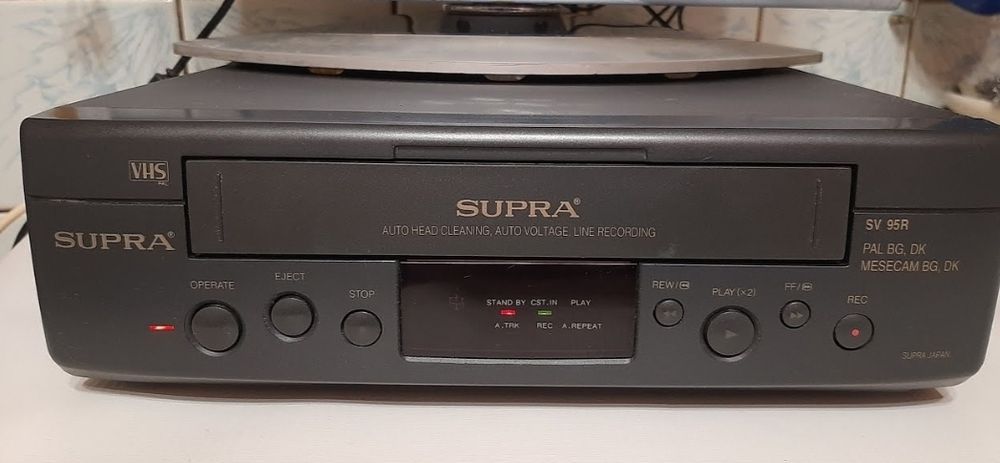 VHS
PAL
SUPRA®
SUPRA®
AUTO HEAD CLEANING, AUTO VOLTAGE, LINE RECORDING
SV 95R
PAL BG, DK
MESECAM BG, DK
OPERATE
EJECT
STOP
STAND BY CST.IN PLAY
A.TRK REC A.REPEAT
REW/
PLAY (×2)
FF/
REC
SUPRA JAPAN